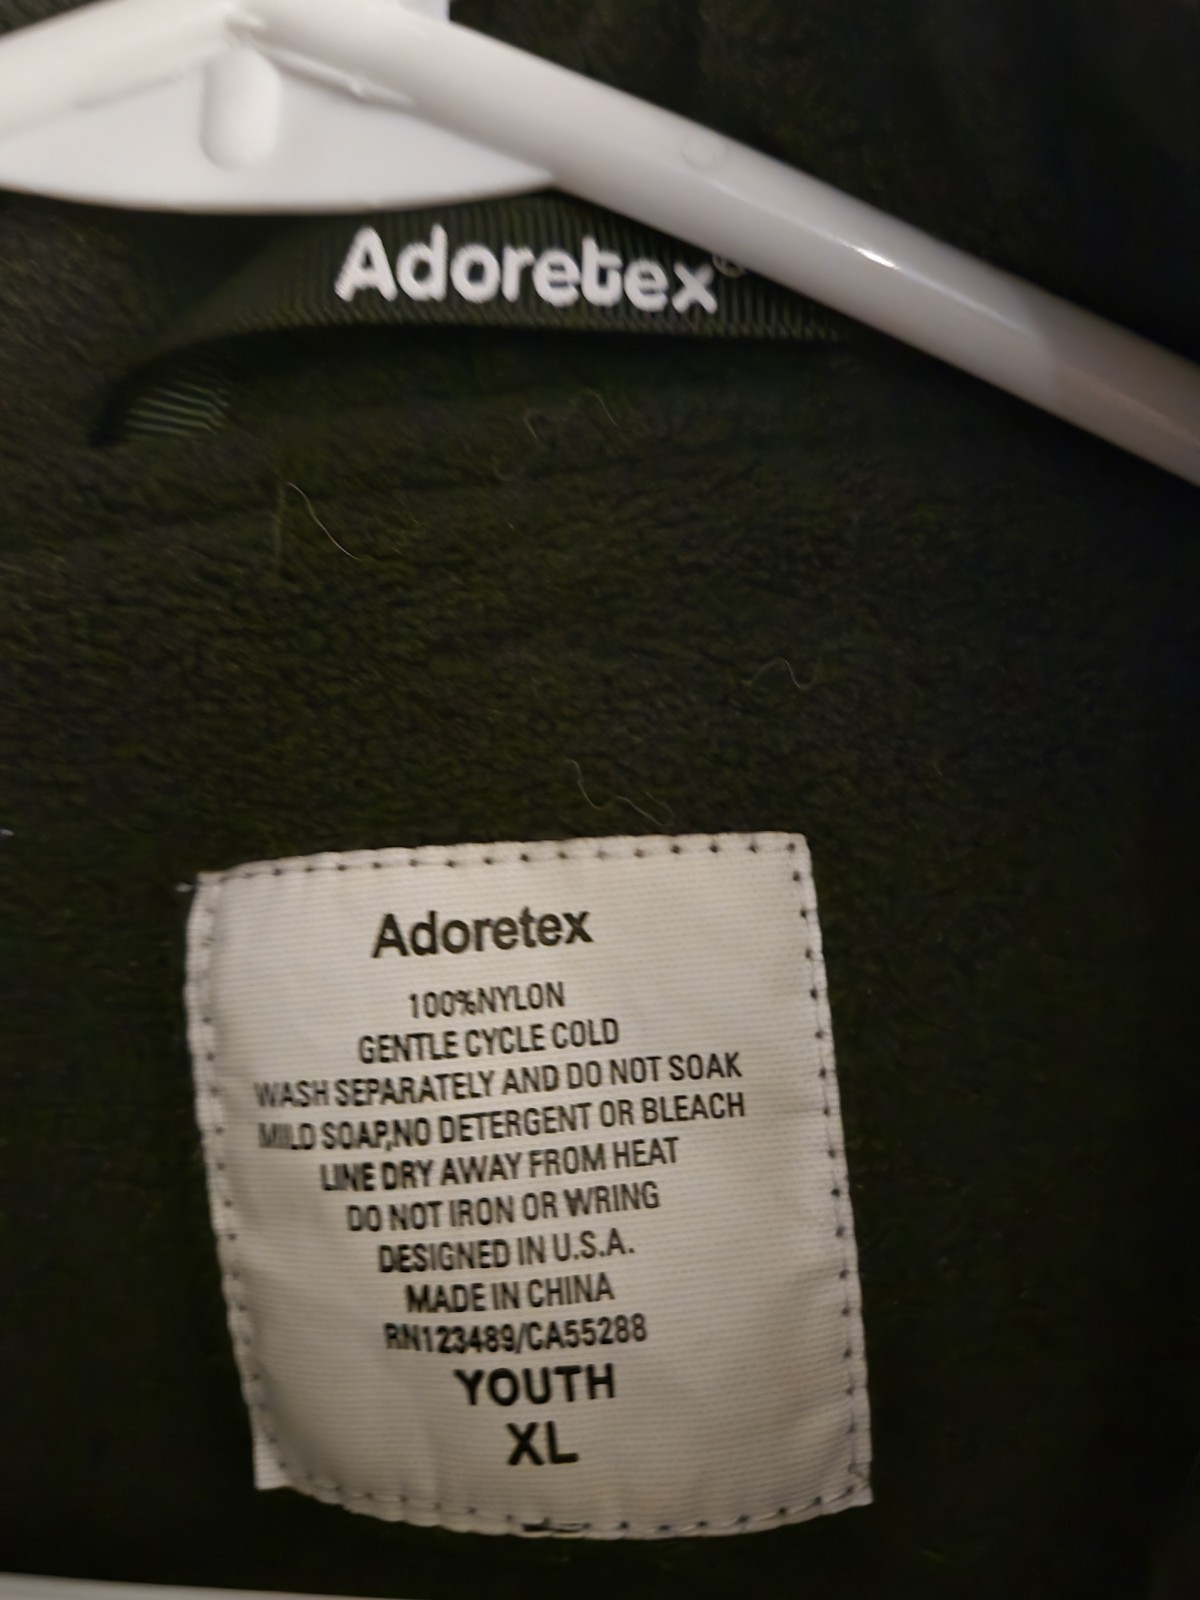 Adoretex®
Adoretex
100%NYLON
GENTLE CYCLE COLD
WASH SEPARATELY AND DO NOT SOAK
MILD SOAP,NO DETERGENT OR BLEACH
LINE DRY AWAY FROM HEAT
DO NOT IRON OR WRING
DESIGNED IN U.S.A.
MADE IN CHINA
RN123489/CA55288
YOUTH
XL